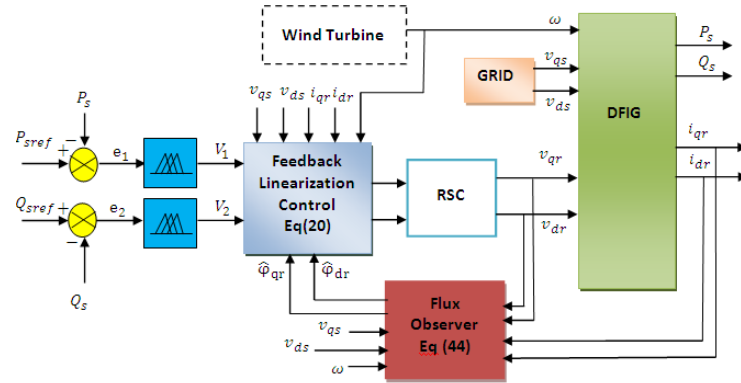 Wind Turbine
ω
P_s
v_qs
Q_s
GRID
v_ds
DFIG
v_qs v_ds i_qr i_dr
P_s
P_sref + −
e_1
V_1
i_qr
Feedback
Linearization
Control
Eq(20)
RSC
v_qr
i_dr
Q_sref +
e_2
V_2
−
v_dr
Q_s
φ̂_qr φ̂_dr
Flux
Observer
Eq (44)
v_qs
v_ds
ω